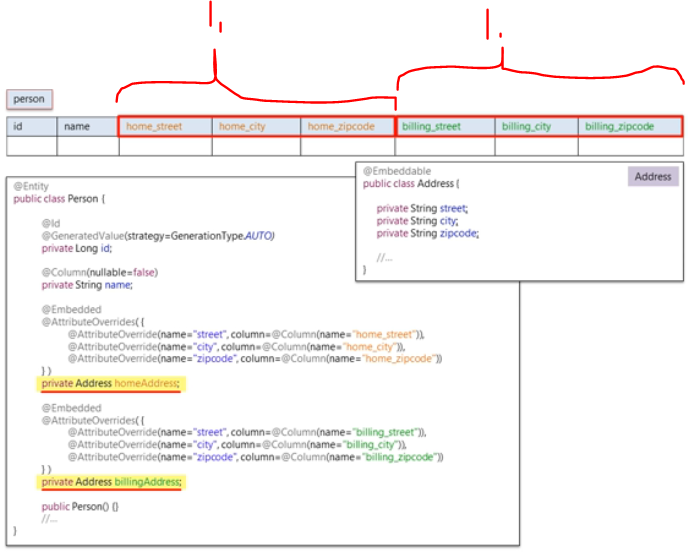 1. 1.
person
id name home_street home_city home_zipcode billing_street billing_city billing_zipcode
@Entity
public class Person {
@Id
@GeneratedValue(strategy=GenerationType.AUTO)
private Long id;
@Column(nullable=false)
private String name;
@Embedded
@AttributeOverrides( {
@AttributeOverride(name="street", column=@Column(name="home_street")),
@AttributeOverride(name="city", column=@Column(name="home_city")),
@AttributeOverride(name="zipcode", column=@Column(name="home_zipcode"))
} )
private Address homeAddress;
@Embedded
@AttributeOverrides( {
@AttributeOverride(name="street", column=@Column(name="billing_street")),
@AttributeOverride(name="city", column=@Column(name="billing_city")),
@AttributeOverride(name="zipcode", column=@Column(name="billing_zipcode"))
} )
private Address billingAddress;
public Person() {}
//...
}
@Embeddable
public class Address {
Address
private String street;
private String city;
private String zipcode;
//...
}